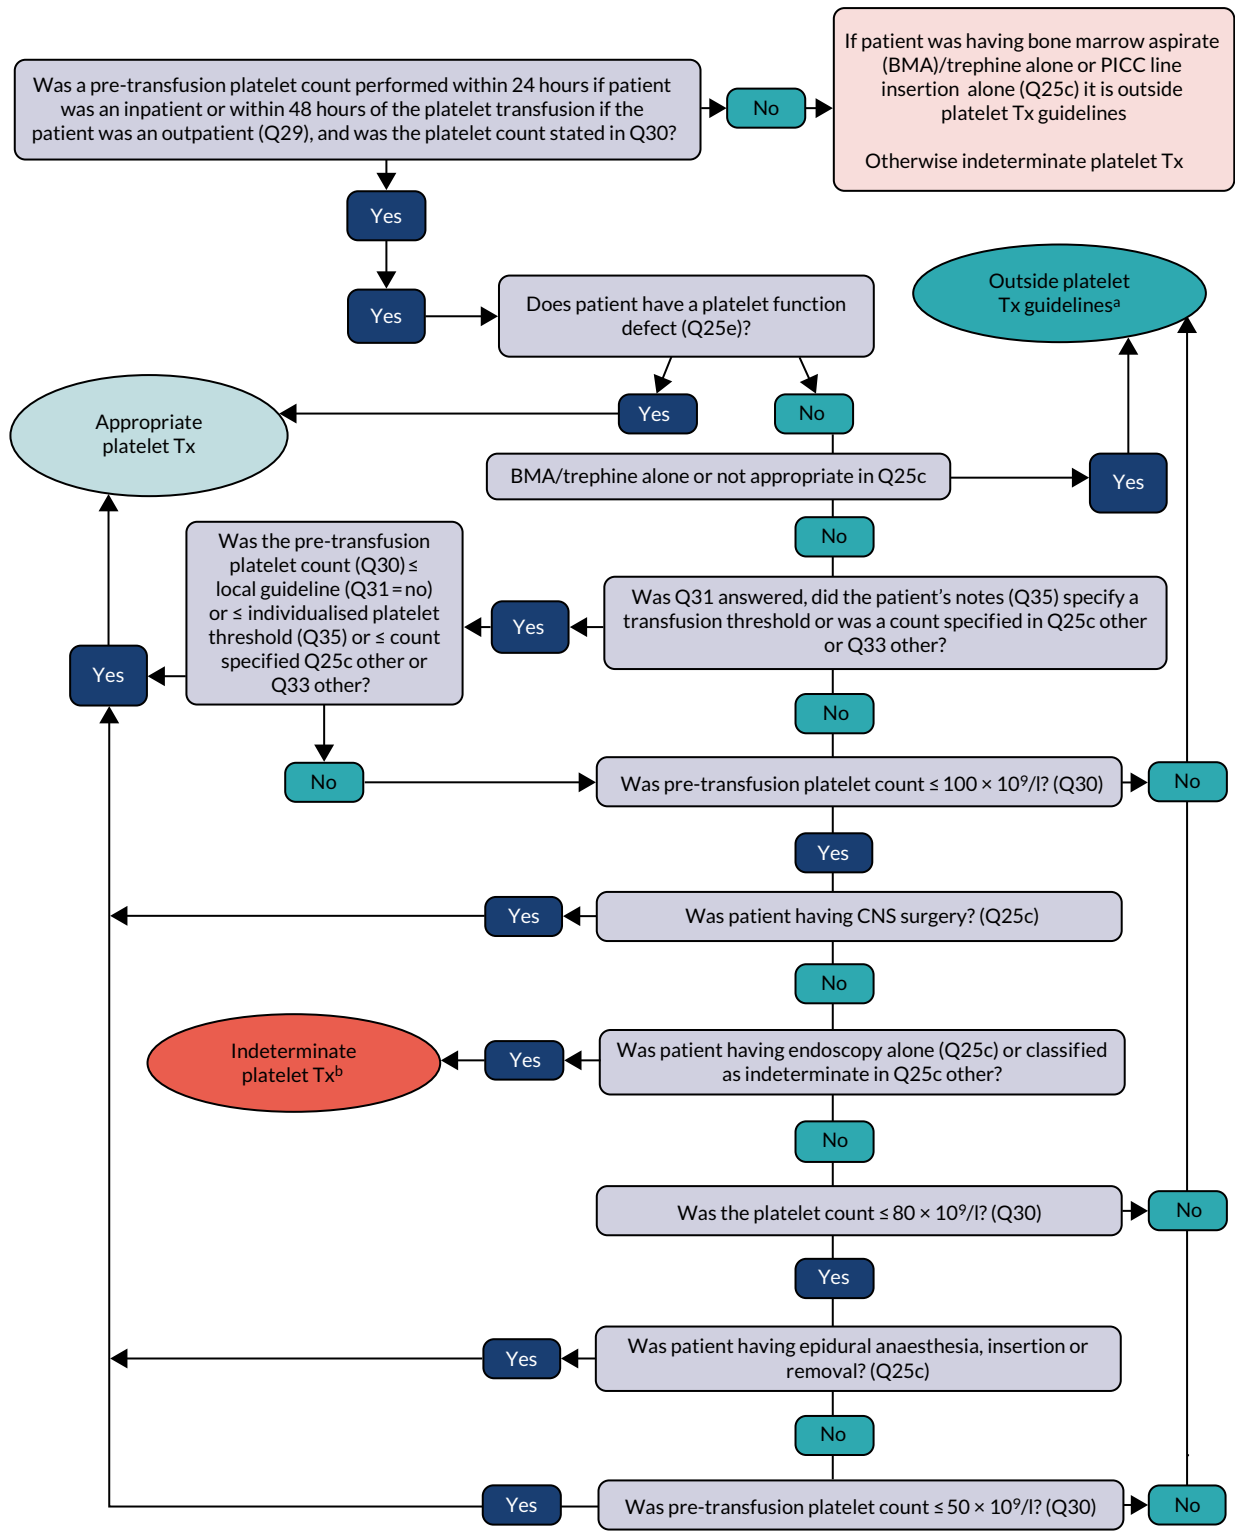 Was a pre-transfusion platelet count performed within 24 hours if patient
was an inpatient or within 48 hours of the platelet transfusion if the
patient was an outpatient (Q29), and was the platelet count stated in Q30?
No
If patient was having bone marrow aspirate
(BMA)/trephine alone or PICC line
insertion alone (Q25c) it is outside
platelet Tx guidelines
Otherwise indeterminate platelet Tx
Yes
Yes
Does patient have a platelet function
defect (Q25e)?
Outside platelet
Tx guidelinesᵃ
Yes
No
Appropriate
platelet Tx
BMA/trephine alone or not appropriate in Q25c
Yes
No
Was the pre-transfusion
platelet count (Q30) ≤
local guideline (Q31 = no)
or ≤ individualised platelet
threshold (Q35) or ≤ count
specified Q25c other or
Q33 other?
Yes
Was Q31 answered, did the patient's notes (Q35) specify a
transfusion threshold or was a count specified in Q25c other
or Q33 other?
Yes
No
No
Was pre-transfusion platelet count ≤ 100 × 10⁹/l? (Q30)
No
Yes
Yes
Was patient having CNS surgery? (Q25c)
No
Indeterminate
platelet Txᵇ
Yes
Was patient having endoscopy alone (Q25c) or classified
as indeterminate in Q25c other?
No
Was the platelet count ≤ 80 × 10⁹/l? (Q30)
No
Yes
Yes
Was patient having epidural anaesthesia, insertion or
removal? (Q25c)
No
Yes
Was pre-transfusion platelet count ≤ 50 × 10⁹/l? (Q30)
No